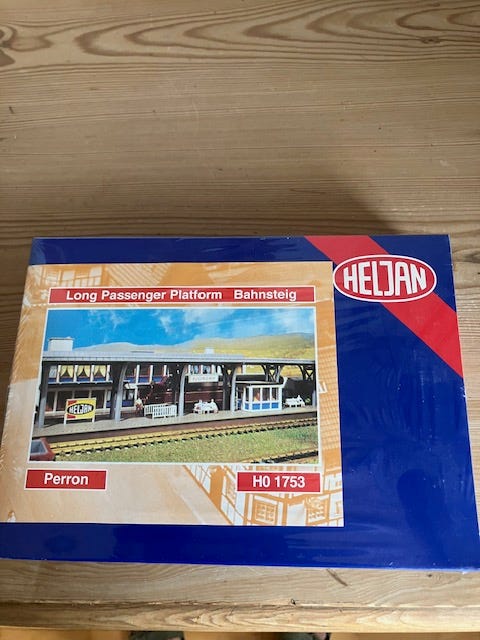 HELJAN
Long Passenger Platform Bahnsteig
HELJAN
Perron
H0 1753